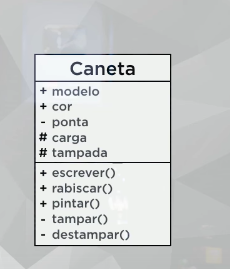 Caneta
+ modelo
+ cor
- ponta
# carga
# tampada
+ escrever()
+ rabiscar()
+ pintar()
- tampar()
- destampar()